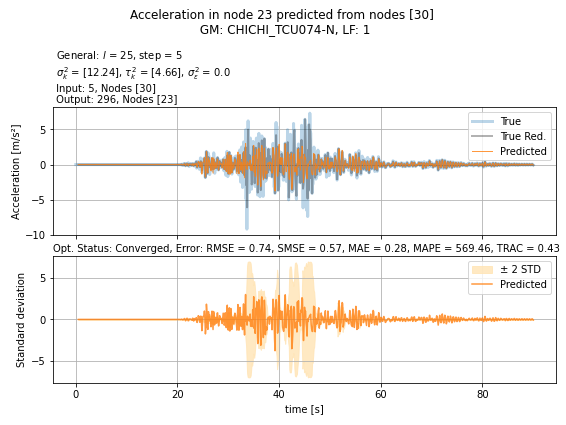 Acceleration in node 23 predicted from nodes [30]
GM: CHICHI_TCU074-N, LF: 1
General: l = 25, step = 5
σ²ₖ = [12.24], τ²ₖ = [4.66], σ²ε = 0.0
Input: 5, Nodes [30]
Output: 296, Nodes [23]
Acceleration [m/s²]
5
0
−5
−10
True
True Red.
Predicted
Opt. Status: Converged, Error: RMSE = 0.74, SMSE = 0.57, MAE = 0.28, MAPE = 569.46, TRAC = 0.43
Standard deviation
5
0
−5
± 2 STD
Predicted
0 20 40 60 80
time [s]